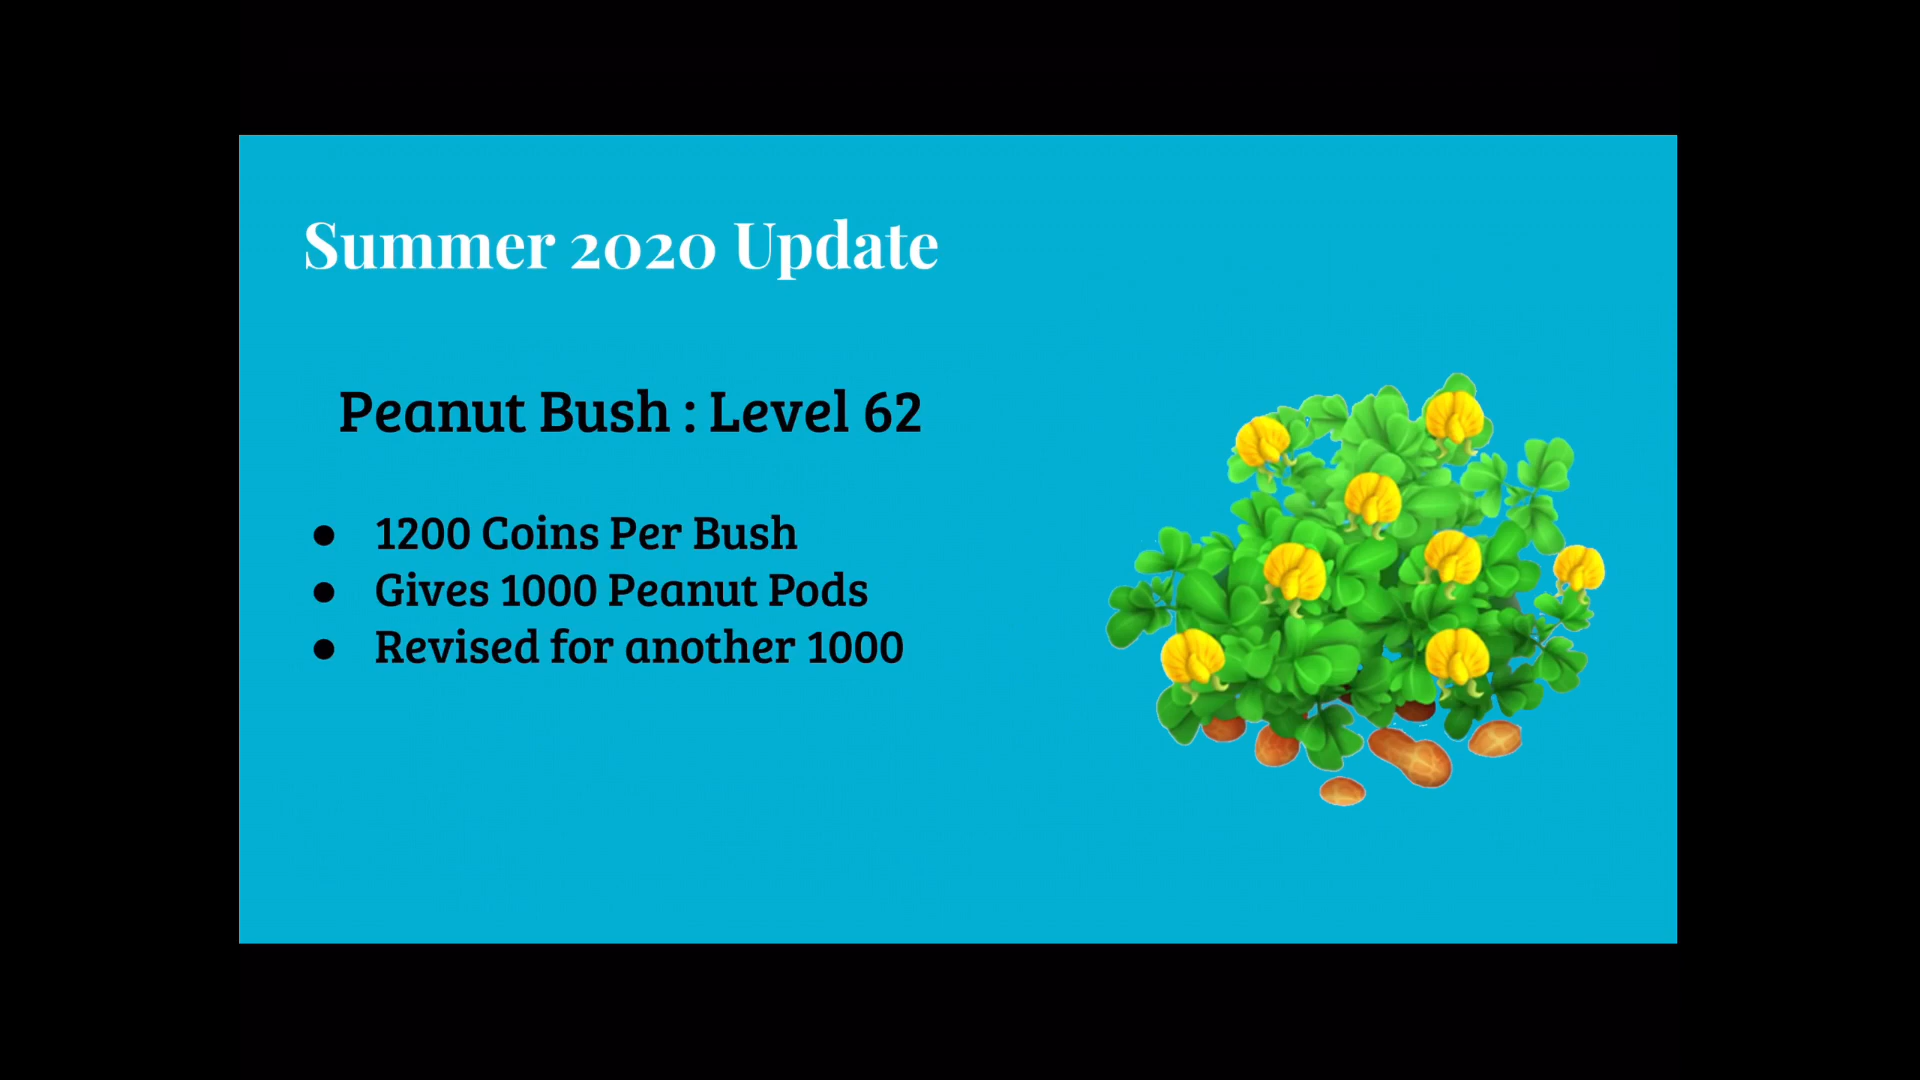 Summer 2020 Update
Peanut Bush : Level 62
● 1200 Coins Per Bush
● Gives 1000 Peanut Pods
● Revised for another 1000